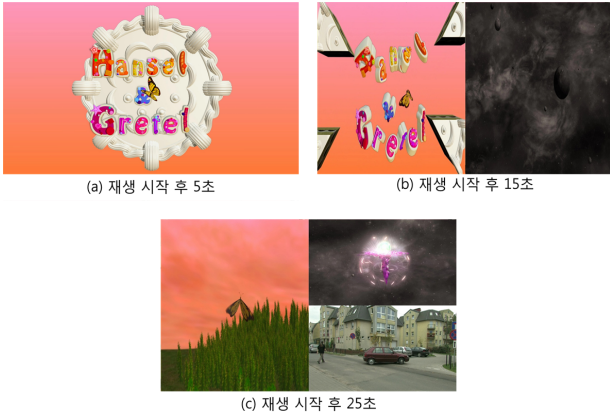 Hansel
&
Gretel
(a) 재생 시작 후 5초
Hansel
&
Gretel
(b) 재생 시작 후 15초
T
(c) 재생 시작 후 25초